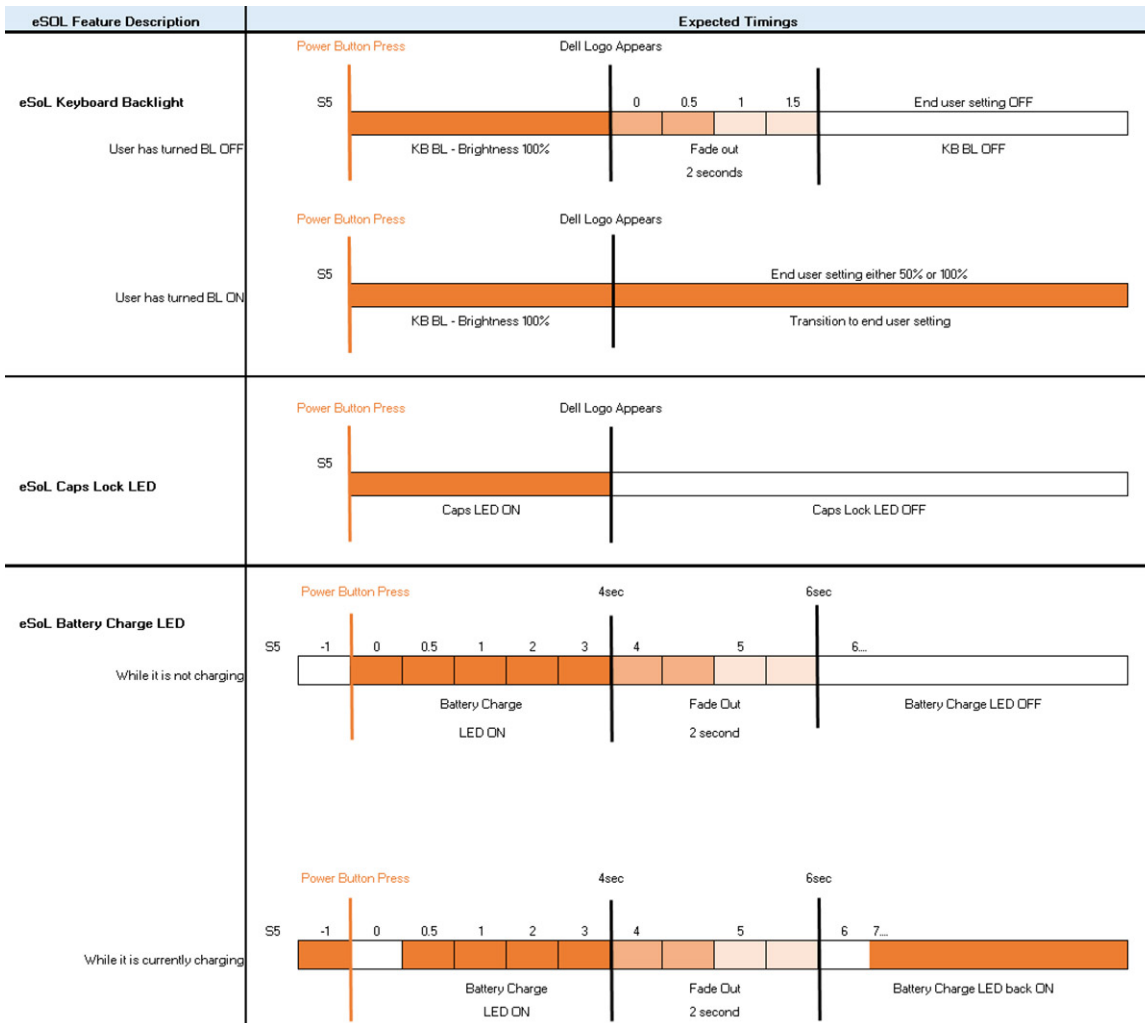 eSOL Feature Description
Expected Timings
Power Button Press
Dell Logo Appears
eSoL Keyboard Backlight
S5
0 0.5 1 1.5
End user setting OFF
User has turned BL OFF
KB BL - Brightness 100%
Fade out
KB BL OFF
2 seconds
Power Button Press
Dell Logo Appears
S5
End user setting either 50% or 100%
User has turned BL ON
KB BL - Brightness 100%
Transition to end user setting
Power Button Press
Dell Logo Appears
S5
eSoL Caps Lock LED
Caps LED ON
Caps Lock LED OFF
Power Button Press
4sec
6sec
eSoL Battery Charge LED
S5
-1 0 0.5 1 2 3 4 5 6....
While it is not charging
Battery Charge
Fade Out
Battery Charge LED OFF
LED ON
2 second
Power Button Press
4sec
6sec
S5
-1 0 0.5 1 2 3 4 5 6 7....
While it is currently charging
Battery Charge
Fade Out
Battery Charge LED back ON
LED ON
2 second